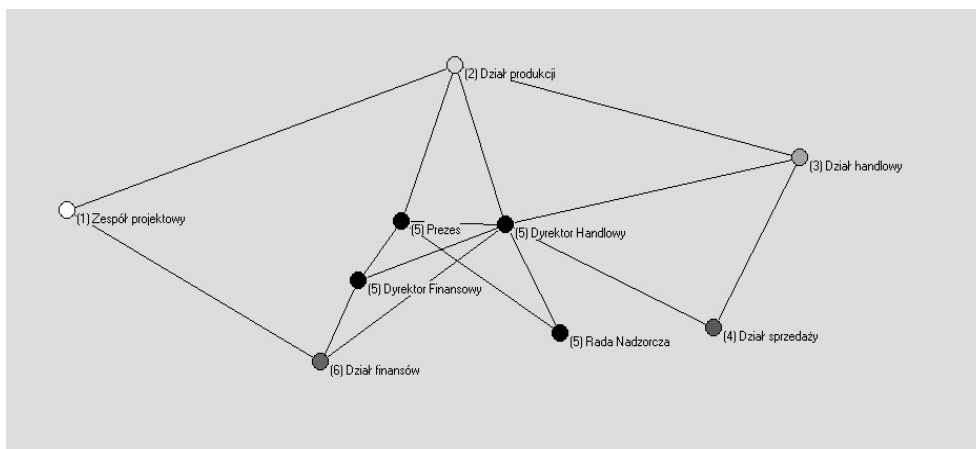 (2) Dział produkcji
(3) Dział handlowy
(1) Zespół projektowy
(5) Prezes
(5) Dyrektor Handlowy
(5) Dyrektor Finansowy
(4) Dział sprzedaży
(5) Rada Nadzorcza
(6) Dział finansów